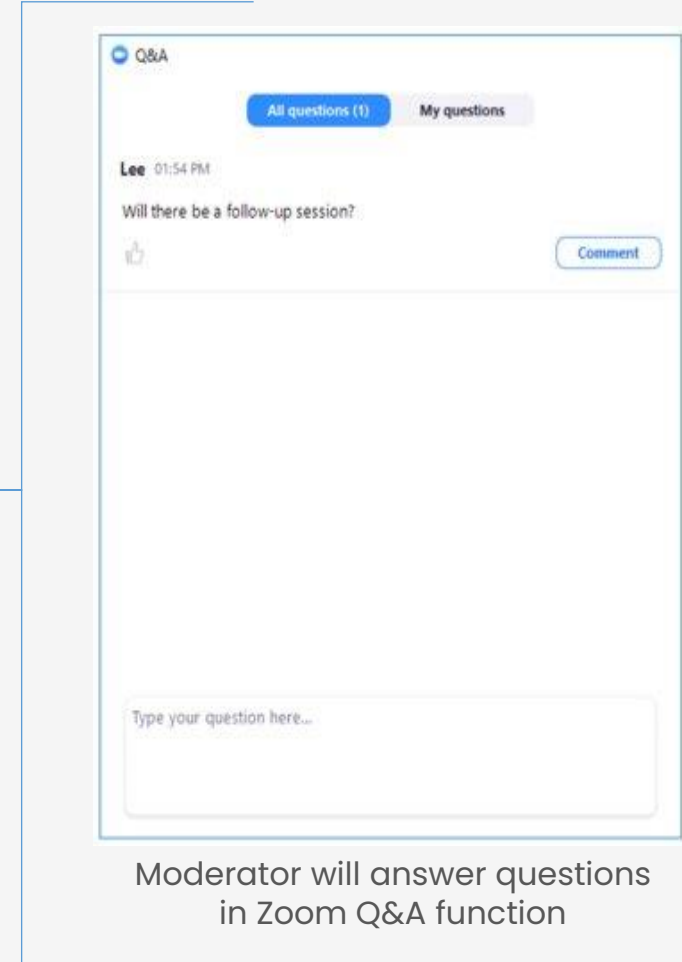 Q&A
All questions (1) My questions
Lee 01:54 PM
Will there be a follow-up session?
Comment
Type your question here...
Moderator will answer questions
in Zoom Q&A function